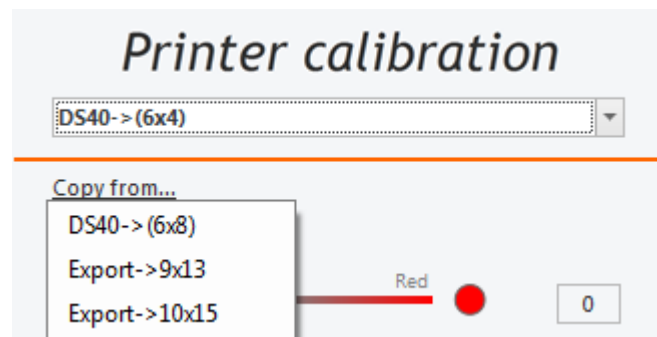 Printer calibration
DS40->(6x4)
Copy from...
DS40->(6x8)
Export->9x13
Red
Export->10x15
0